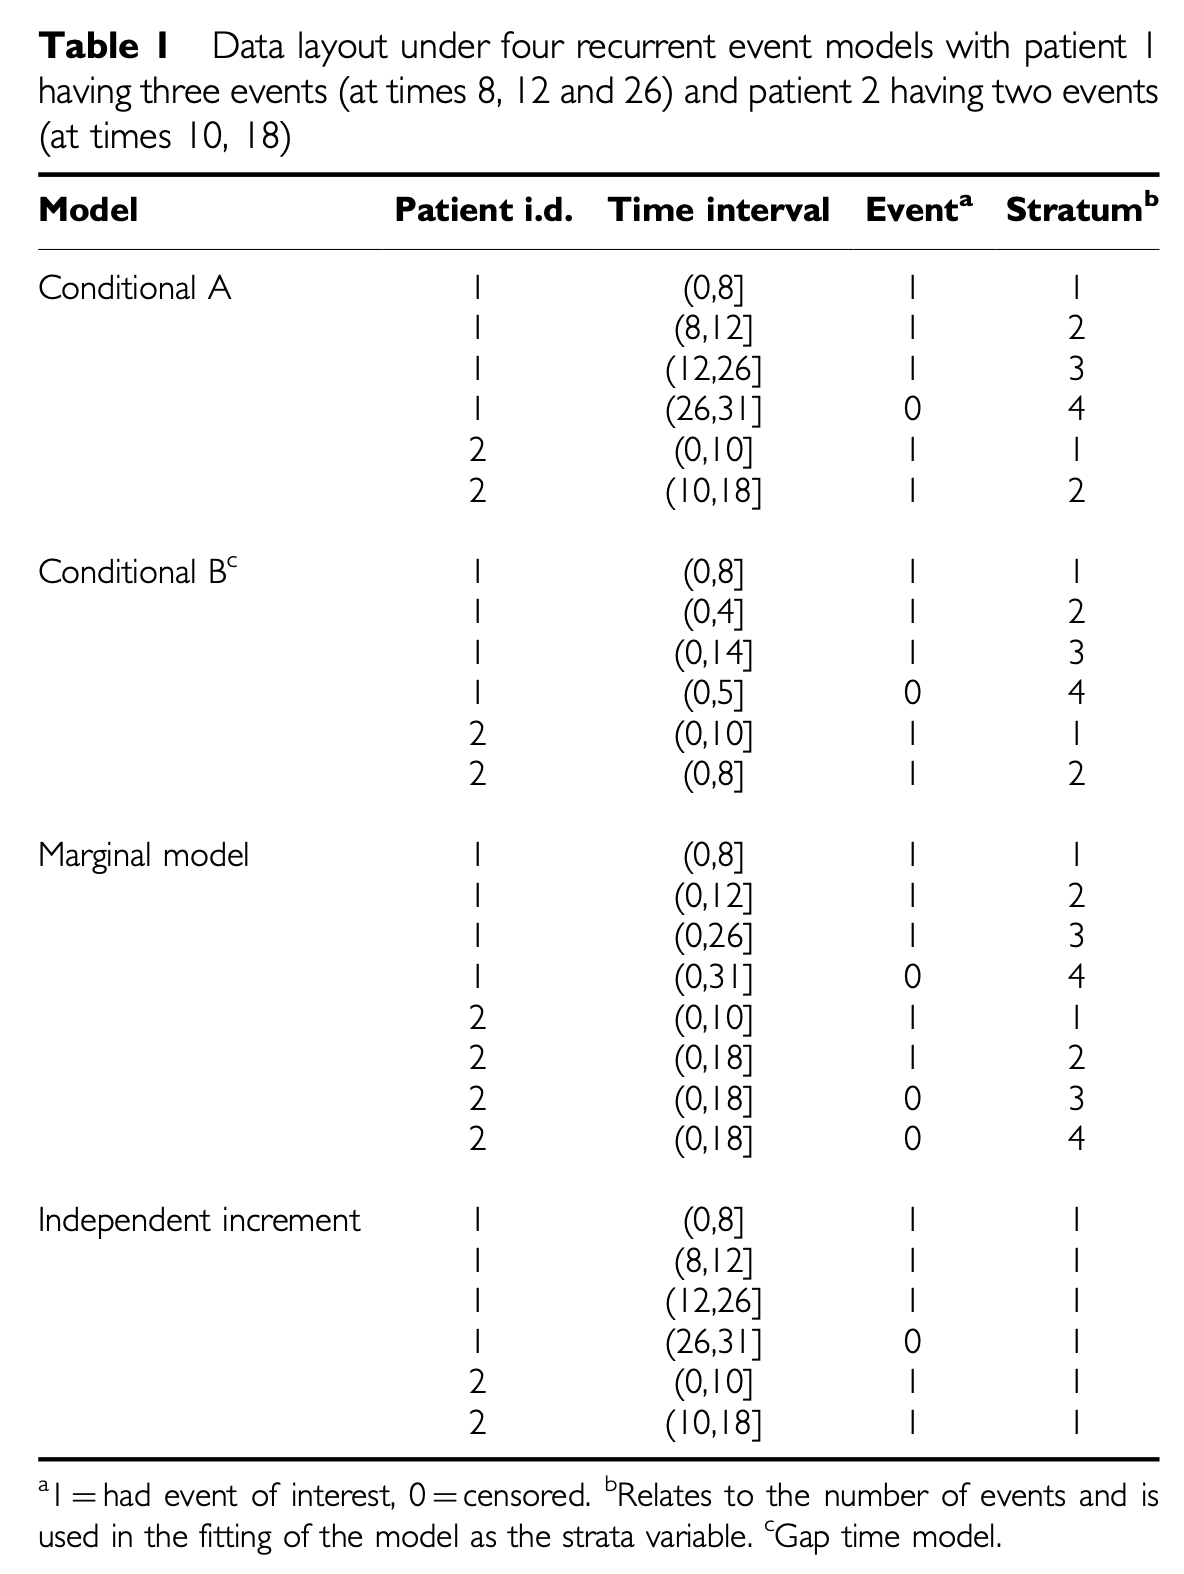 Table 1 Data layout under four recurrent event models with patient 1
having three events (at times 8, 12 and 26) and patient 2 having two events
(at times 10, 18)
Model Patient i.d. Time interval Eventᵃ Stratumᵇ
Conditional A 1 (0,8] 1 1
1 (8,12] 1 2
1 (12,26] 1 3
1 (26,31] 0 4
2 (0,10] 1 1
2 (10,18] 1 2
Conditional Bᶜ 1 (0,8] 1 1
1 (0,4] 1 2
1 (0,14] 1 3
1 (0,5] 0 4
2 (0,10] 1 1
2 (0,8] 1 2
Marginal model 1 (0,8] 1 1
1 (0,12] 1 2
1 (0,26] 1 3
1 (0,31] 0 4
2 (0,10] 1 1
2 (0,18] 1 2
2 (0,18] 0 3
2 (0,18] 0 4
Independent increment 1 (0,8] 1 1
1 (8,12] 1 1
1 (12,26] 1 1
1 (26,31] 0 1
2 (0,10] 1 1
2 (10,18] 1 1
ᵃ1 = had event of interest, 0 = censored. ᵇRelates to the number of events and is
used in the fitting of the model as the strata variable. ᶜGap time model.